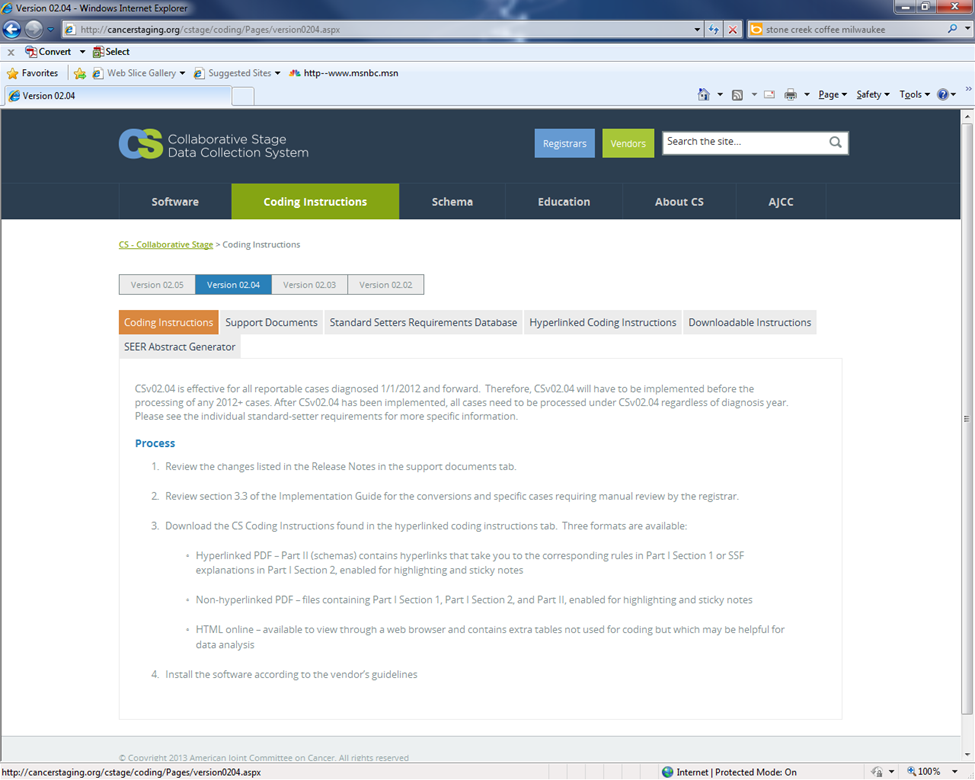 Version 02.04 - Windows Internet Explorer
http://cancerstaging.org/cstage/coding/Pages/version0204.aspx
stone creek coffee milwaukee
x Convert Select
Favorites Web Slice Gallery Suggested Sites http--www.msnbc.msn
Version 02.04
Page Safety Tools
CS Collaborative Stage
Data Collection System
Registrars Vendors Search the site...
Software Coding Instructions Schema Education About CS AJCC
CS - Collaborative Stage > Coding Instructions
Version 02.05 Version 02.04 Version 02.03 Version 02.02
Coding Instructions Support Documents Standard Setters Requirements Database Hyperlinked Coding Instructions Downloadable Instructions
SEER Abstract Generator
CSv02.04 is effective for all reportable cases diagnosed 1/1/2012 and forward. Therefore, CSv02.04 will have to be implemented before the
processing of any 2012+ cases. After CSv02.04 has been implemented, all cases need to be processed under CSv02.04 regardless of diagnosis year.
Please see the individual standard-setter requirements for more specific information.
Process
1. Review the changes listed in the Release Notes in the support documents tab.
2. Review section 3.3 of the Implementation Guide for the conversions and specific cases requiring manual review by the registrar.
3. Download the CS Coding Instructions found in the hyperlinked coding instructions tab. Three formats are available:
• Hyperlinked PDF – Part II (schemas) contains hyperlinks that take you to the corresponding rules in Part I Section 1 or SSF
explanations in Part I Section 2, enabled for highlighting and sticky notes
• Non-hyperlinked PDF – files containing Part I Section 1, Part I Section 2, and Part II, enabled for highlighting and sticky notes
• HTML online – available to view through a web browser and contains extra tables not used for coding but which may be helpful for
data analysis
4. Install the software according to the vendor's guidelines
© Copyright 2013 American Joint Committee on Cancer. All rights reserved
http://cancerstaging.org/cstage/coding/Pages/version0204.aspx
Internet | Protected Mode: On
100%